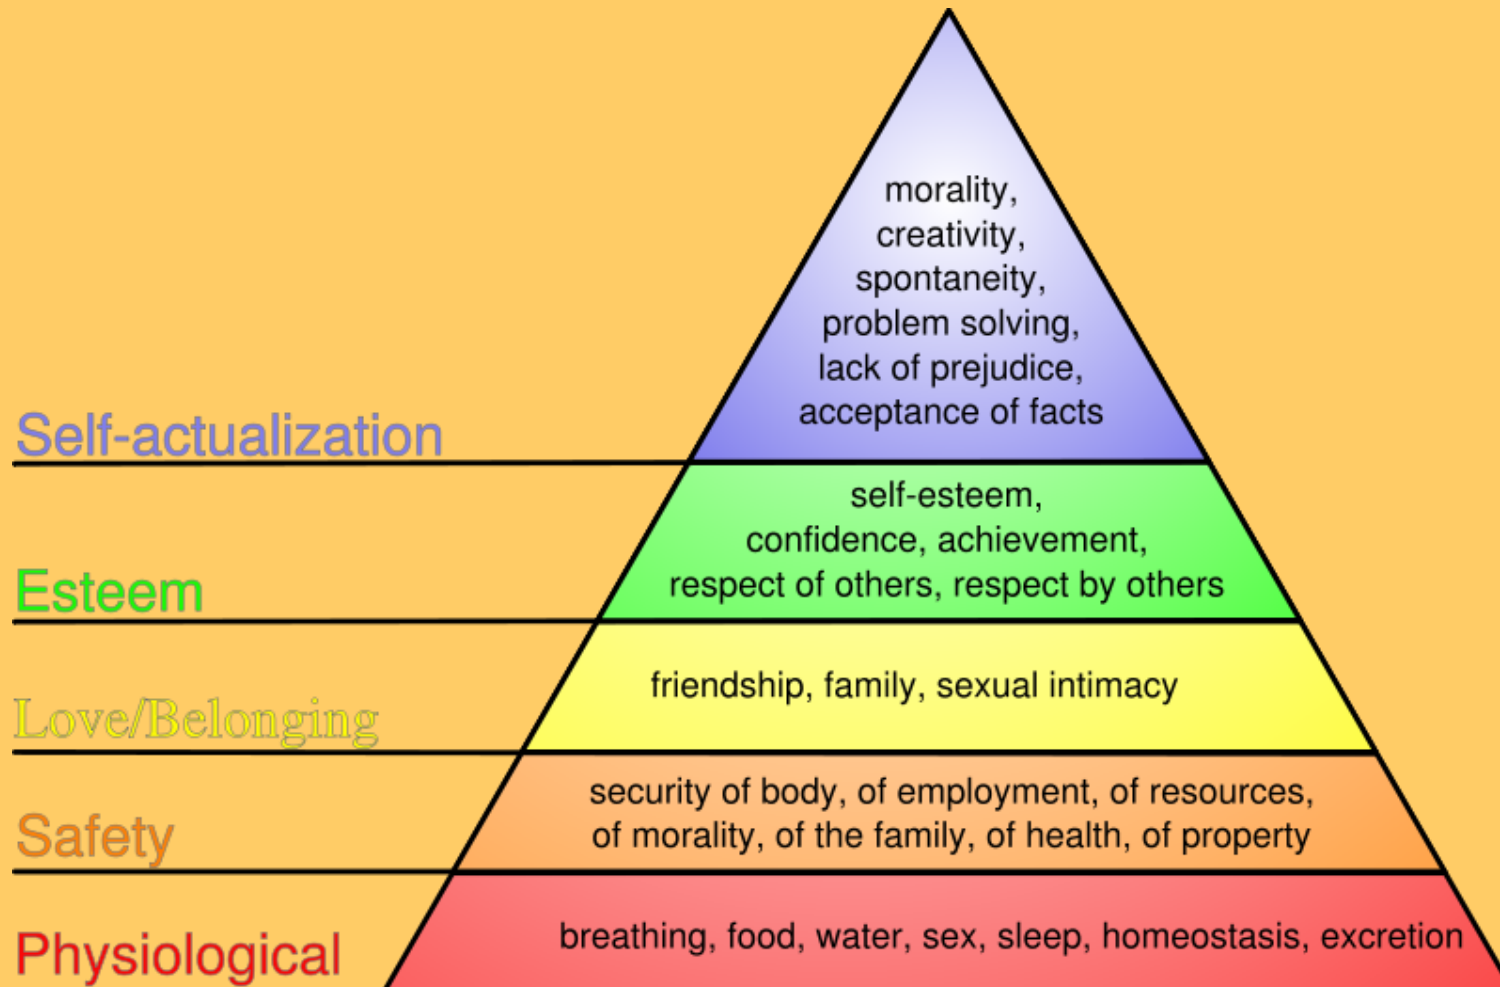 morality,
creativity,
spontaneity,
problem solving,
lack of prejudice,
acceptance of facts
Self-actualization
self-esteem,
confidence, achievement,
respect of others, respect by others
Esteem
friendship, family, sexual intimacy
Love/Belonging
security of body, of employment, of resources,
of morality, of the family, of health, of property
Safety
breathing, food, water, sex, sleep, homeostasis, excretion
Physiological